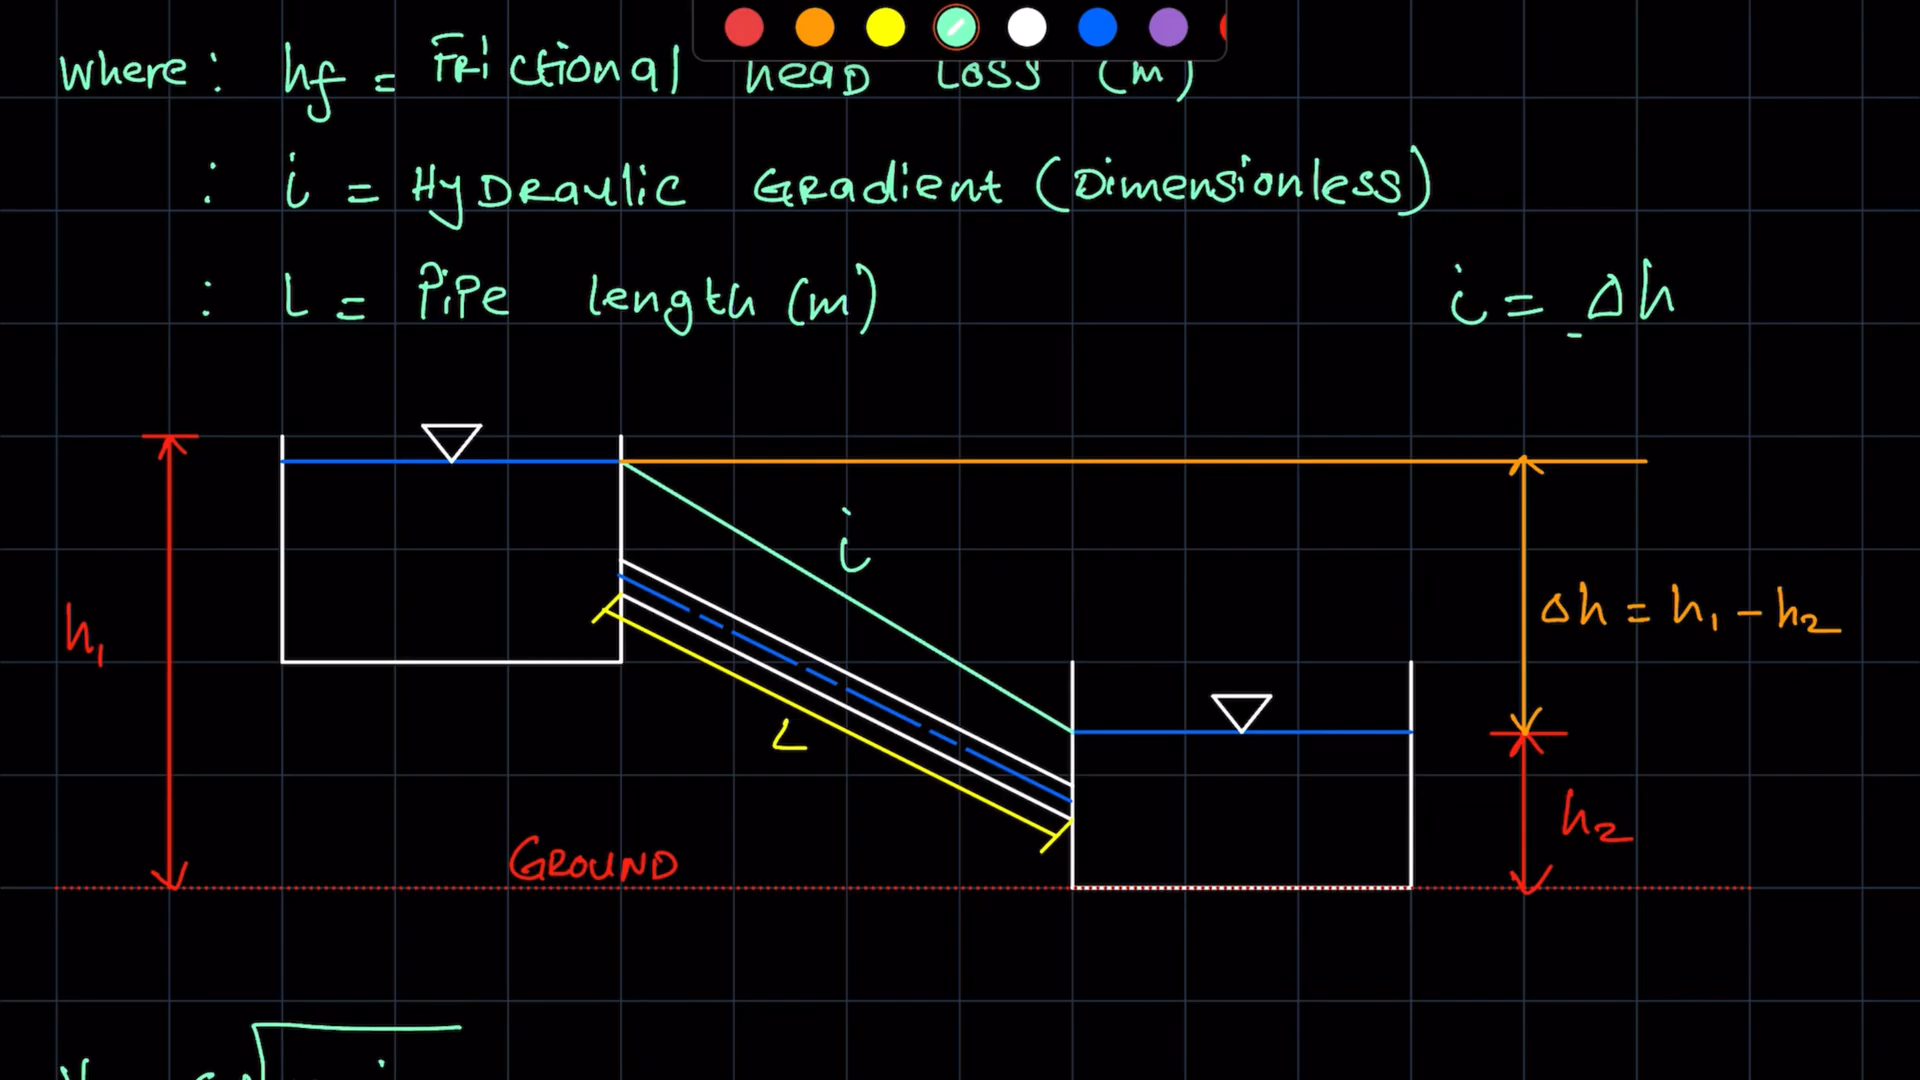 where : hf = Frictional head Loss (m)
: i = Hydraulic Gradient (Dimensionless)
: L = Pipe length (m)
i = Δh
i
h1
Δh = h1 - h2
L
h2
GROUND